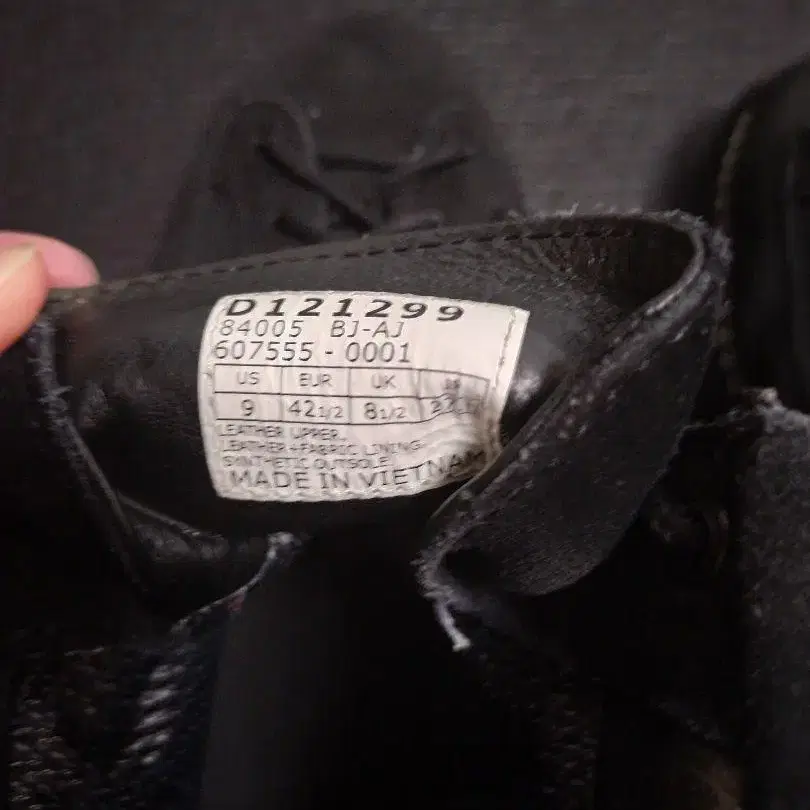 D121299
84005 BJ-AJ
607555 - 0001
US EUR UK
9 42 1/2 8 1/2
LEATHER UPPER,
LEATHER+FABRIC LINING
SYNTHETIC OUTSOLE
MADE IN VIETNAM